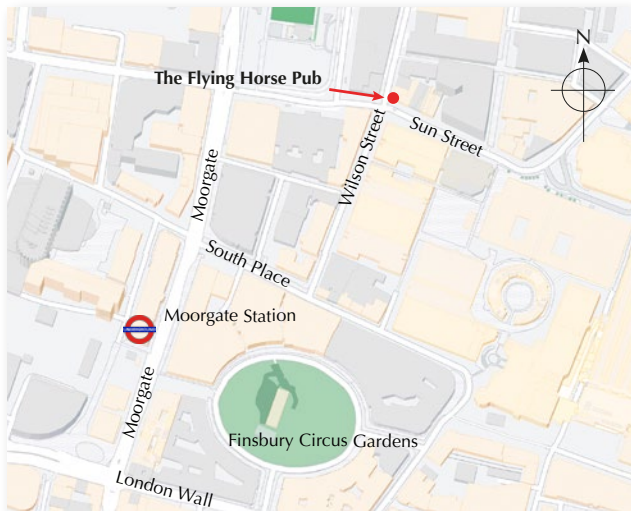 N
The Flying Horse Pub
Sun Street
Wilson Street
Moorgate
South Place
Moorgate Station
Moorgate
Finsbury Circus Gardens
London Wall